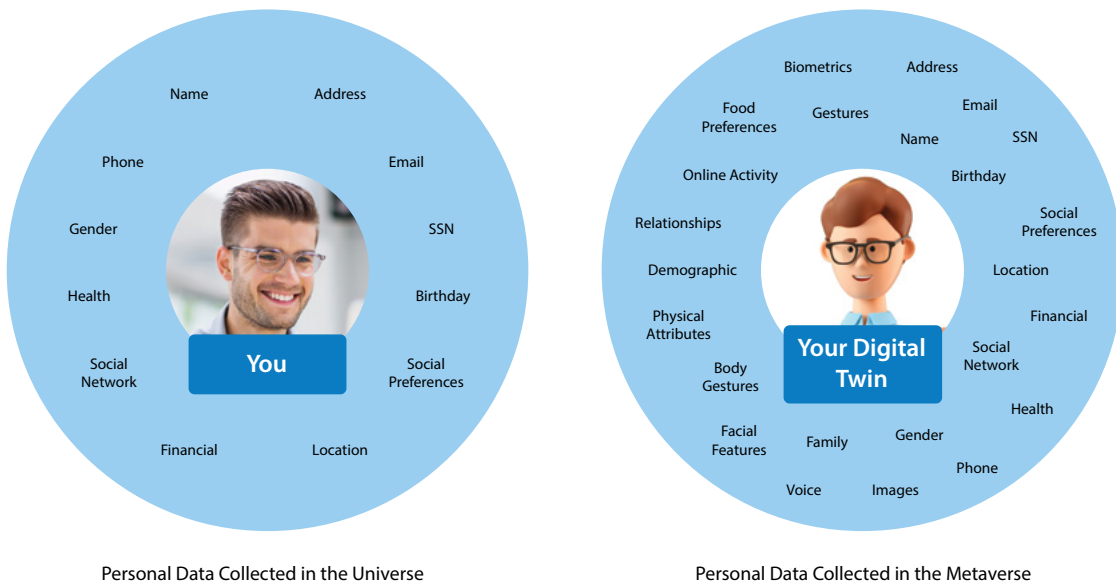 Name
Address
Phone
Email
Gender
SSN
Health
Birthday
Social
Network
You
Social
Preferences
Financial
Location
Personal Data Collected in the Universe
Biometrics
Address
Food
Preferences
Gestures
Email
Name
SSN
Online Activity
Birthday
Relationships
Social
Preferences
Demographic
Location
Physical
Attributes
Financial
Your Digital
Twin
Social
Network
Body
Gestures
Health
Facial
Features
Family
Gender
Phone
Voice
Images
Personal Data Collected in the Metaverse